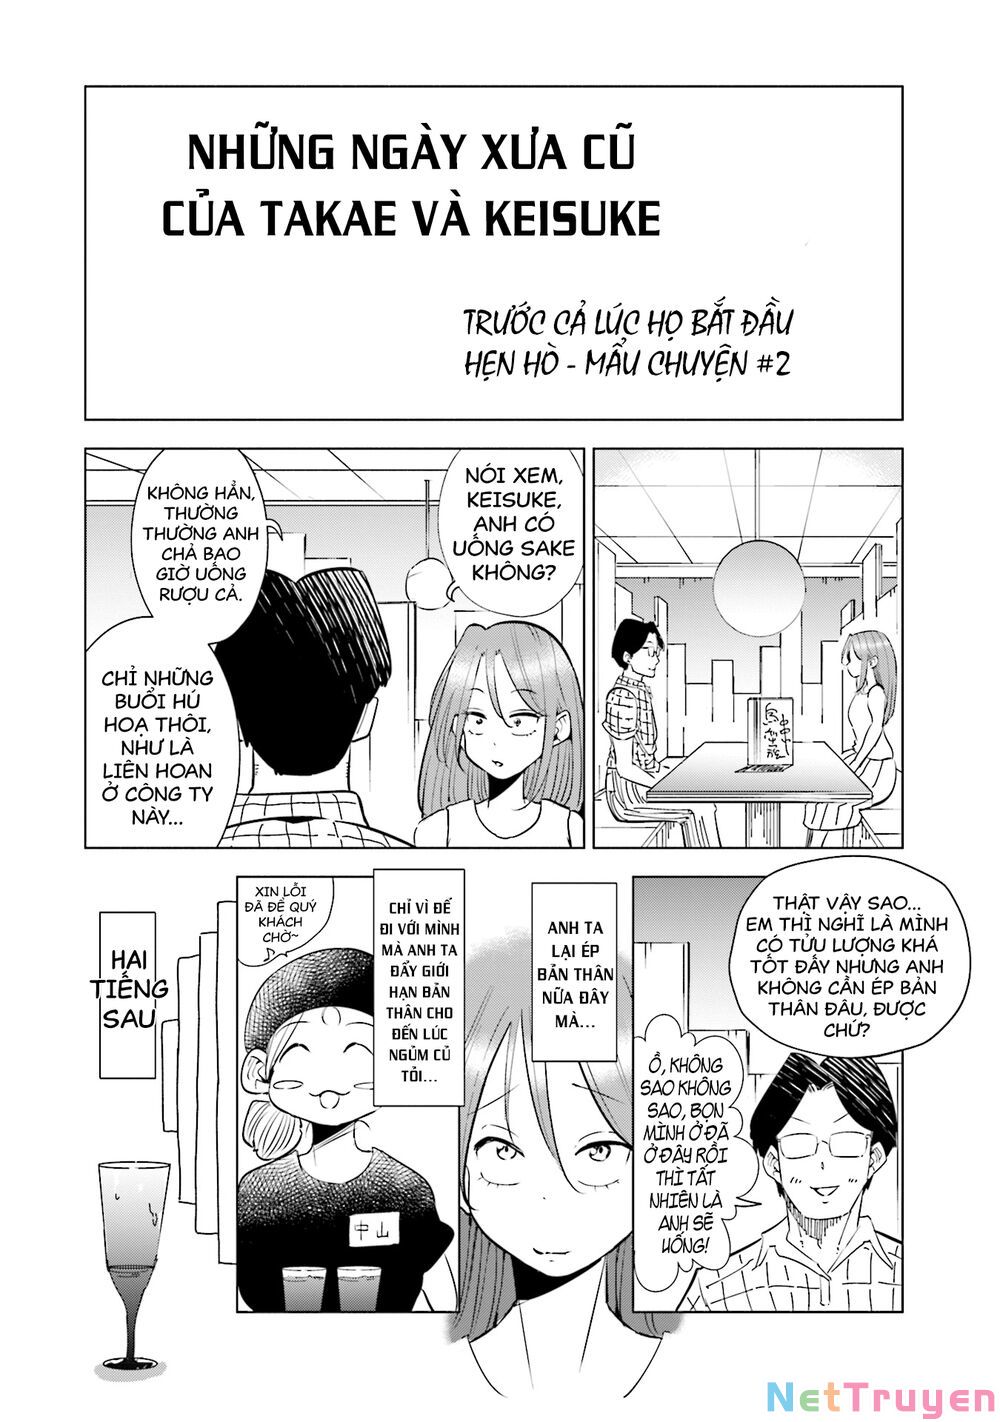 NHỮNG NGÀY XƯA CŨ
CỦA TAKAE VÀ KEISUKE
TRƯỚC CẢ LÚC HỌ BẮT ĐẦU
HẸN HÒ - MẨU CHUYỆN #2
NÓI XEM,
KEISUKE,
ANH CÓ
UỐNG SAKE
KHÔNG?
KHÔNG HẲN,
THƯỜNG
THƯỜNG ANH
CHẢ BAO
GIỜ UỐNG
RƯỢU CẢ.
CHỈ NHỮNG
BUỔI HÚ
HOẠ THÔI,
NHƯ LÀ
LIÊN HOAN
Ở CÔNG TY
NÀY...
THẬT VẬY SAO...
EM THÌ NGHĨ LÀ MÌNH
CÓ TỬU LƯỢNG KHÁ
TỐT ĐẤY NHƯNG ANH
KHÔNG CẦN ÉP BẢN
THÂN ĐÂU, ĐƯỢC
CHỨ?
Ồ, KHÔNG
SAO KHÔNG
SAO, BỌN
MÌNH Ở ĐÃ
Ở ĐÂY RỒI
THÌ TẤT
NHIÊN LÀ
ANH SẼ
UỐNG!
ANH TA
LẠI ÉP
BẢN THÂN
NỮA ĐÂY
MÀ...
CHỈ VÌ ĐỂ
ĐI VỚI MÌNH
MÀ ANH TA
ĐẨY GIỚI
HẠN BẢN
THÂN CHO
ĐẾN LÚC
NGỦM CỦ
TỎI...
XIN LỖI
ĐÃ ĐỂ QUÝ
KHÁCH
CHỜ~
中山
HAI
TIẾNG
SAU
NetTruyen